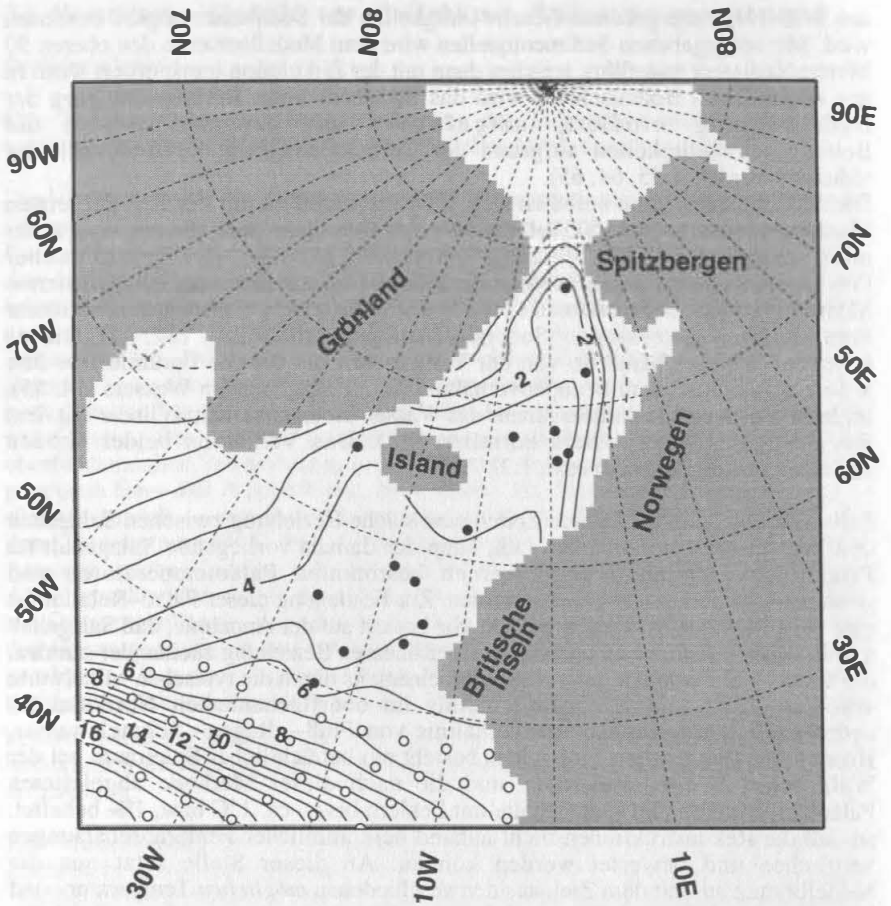 70N
80N
80N
90E
90W
60N
70N
Spitzbergen
Grönland
70W
50E
2
2
Island
60N
50N
Norwegen
50W
4
Britische
Inseln
30E
6
6
40N
16
14
12
10
8
30W
10W
10E